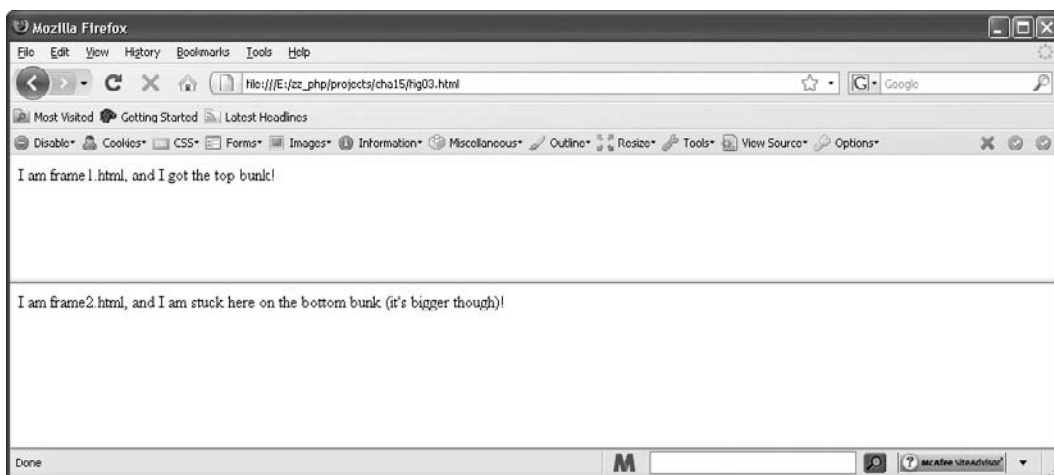 Mozilla Firefox
File Edit View History Bookmarks Tools Help
file:///E:/zz_php/projects/cha15/fig03.html G Google
Most Visited Getting Started Latest Headlines
Disable Cookies CSS Forms Images Information Miscellaneous Outline Resize Tools View Source Options
I am frame1.html, and I got the top bunk!
I am frame2.html, and I am stuck here on the bottom bunk (it's bigger though)!
Done M ? McAfee SiteAdvisor